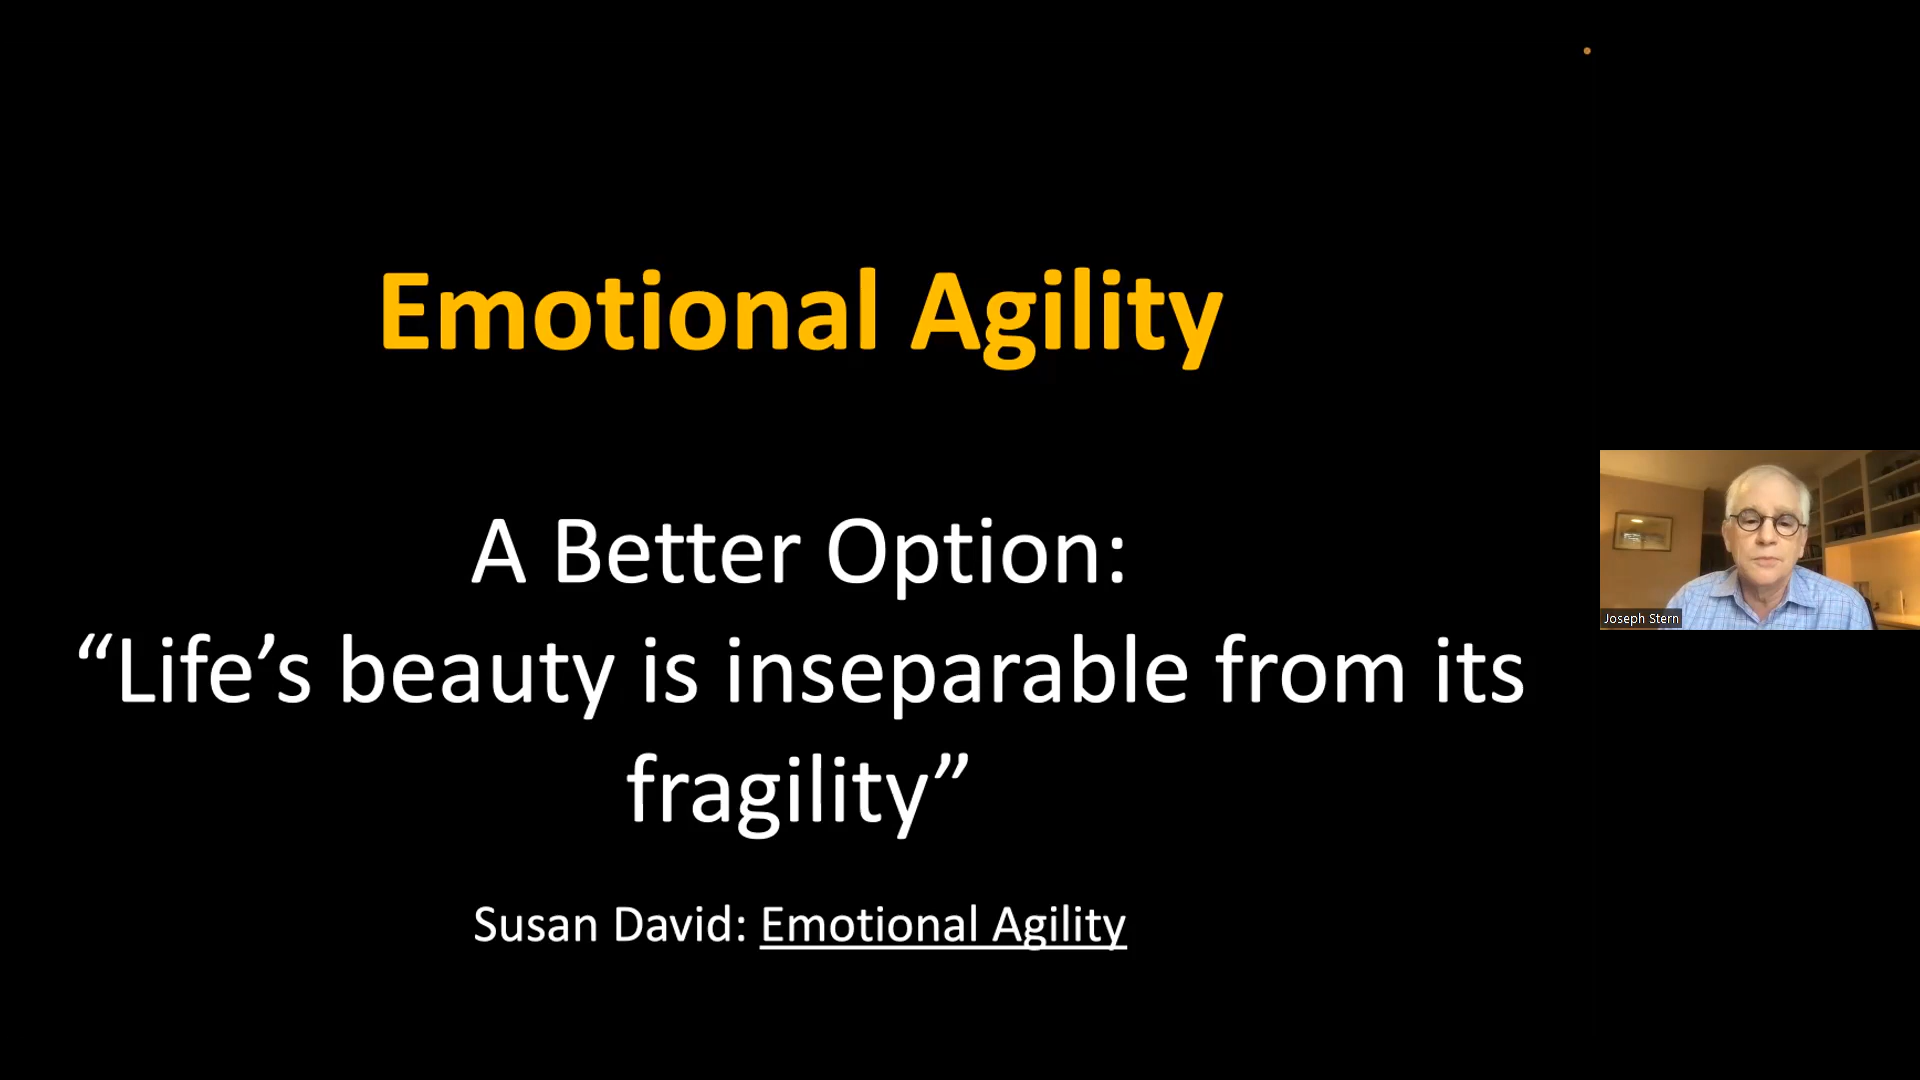 Emotional Agility
A Better Option:
“Life’s beauty is inseparable from its
fragility”
Susan David: Emotional Agility
Joseph Stern